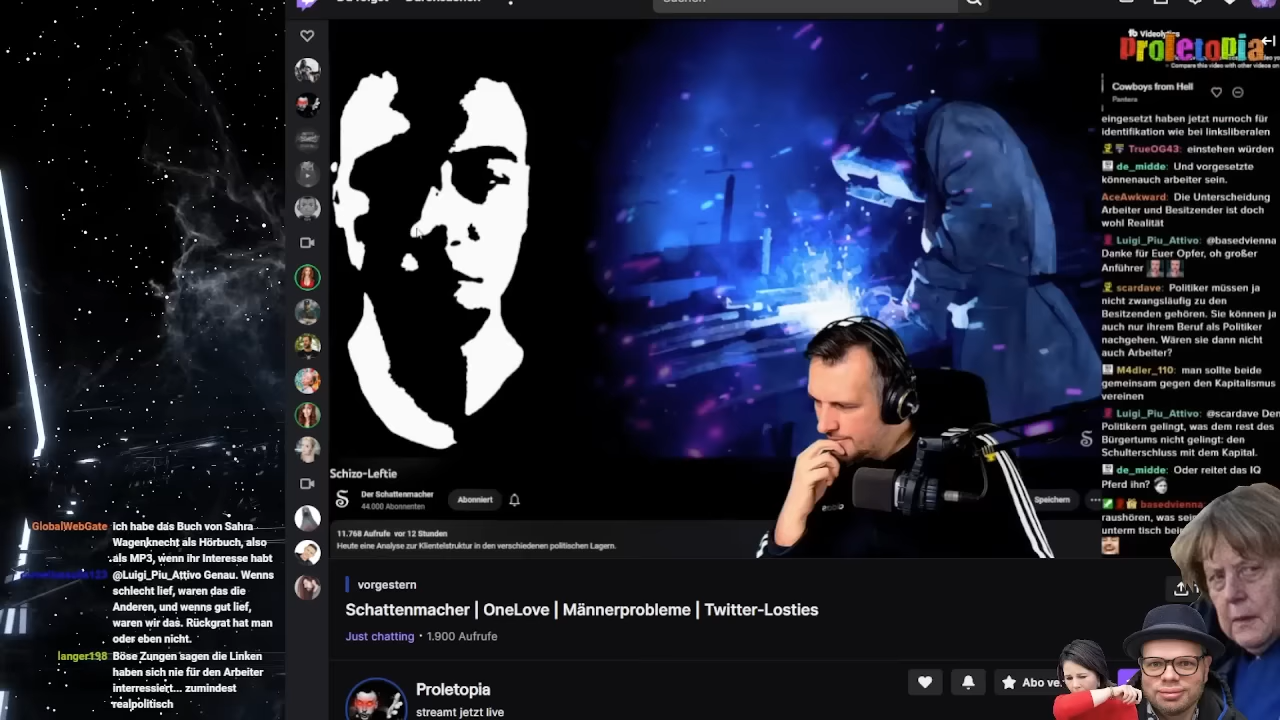 Suchen
Videolytics
Proletopia
Cowboys from Hell
Pantera
eingesetzt haben jetzt nurnoch für
identifikation wie bei linksliberalen
TrueOG43: einstehen würden
de_midde: Und vorgesetzte
könnenauch arbeiter sein.
AceAwkward: Die Unterscheidung
Arbeiter und Besitzender ist doch
wohl Realität
Luigi_Piu_Attivo: @basedvienna
Danke für Euer Opfer, oh großer
Anführer
scardave: Politiker müssen ja
nicht zwangsläufig zu den
Besitzenden gehören. Sie können ja
auch nur ihrem Beruf als Politiker
nachgehen. Wären sie dann nicht
auch Arbeiter?
M4dler_110: man sollte beide
gemeinsam gegen den Kapitalismus
vereinen
Luigi_Piu_Attivo: @scardave Den
Politikern gelingt, was dem rest des
Bürgertums nicht gelingt: den
Schulterschluss mit dem Kapital.
de_midde: Oder reitet das IQ
Pferd ihn?
basedvienna:
raushören, was sein
unterm tisch bei
Schizo-Leftie
Der Schattenmacher
44.000 Abonnenten
Abonniert
Speichern
11.768 Aufrufe vor 12 Stunden
Heute eine Analyse zur Klientelstruktur in den verschiedenen politischen Lagern.
GlobalWebGate ich habe das Buch von Sahra
Wagenknecht als Hörbuch, also
als MP3, wenn ihr Interesse habt
@Luigi_Piu_Attivo Genau. Wenns
schlecht lief, waren das die
Anderen, und wenns gut lief,
waren wir das. Rückgrat hat man
oder eben nicht.
langer198 Böse Zungen sagen die Linken
haben sich nie für den Arbeiter
interressiert... zumindest
realpolitisch
vorgestern
Schattenmacher | OneLove | Männerprobleme | Twitter-Losties
Just chatting • 1.900 Aufrufe
Proletopia
streamt jetzt live
Abo ve